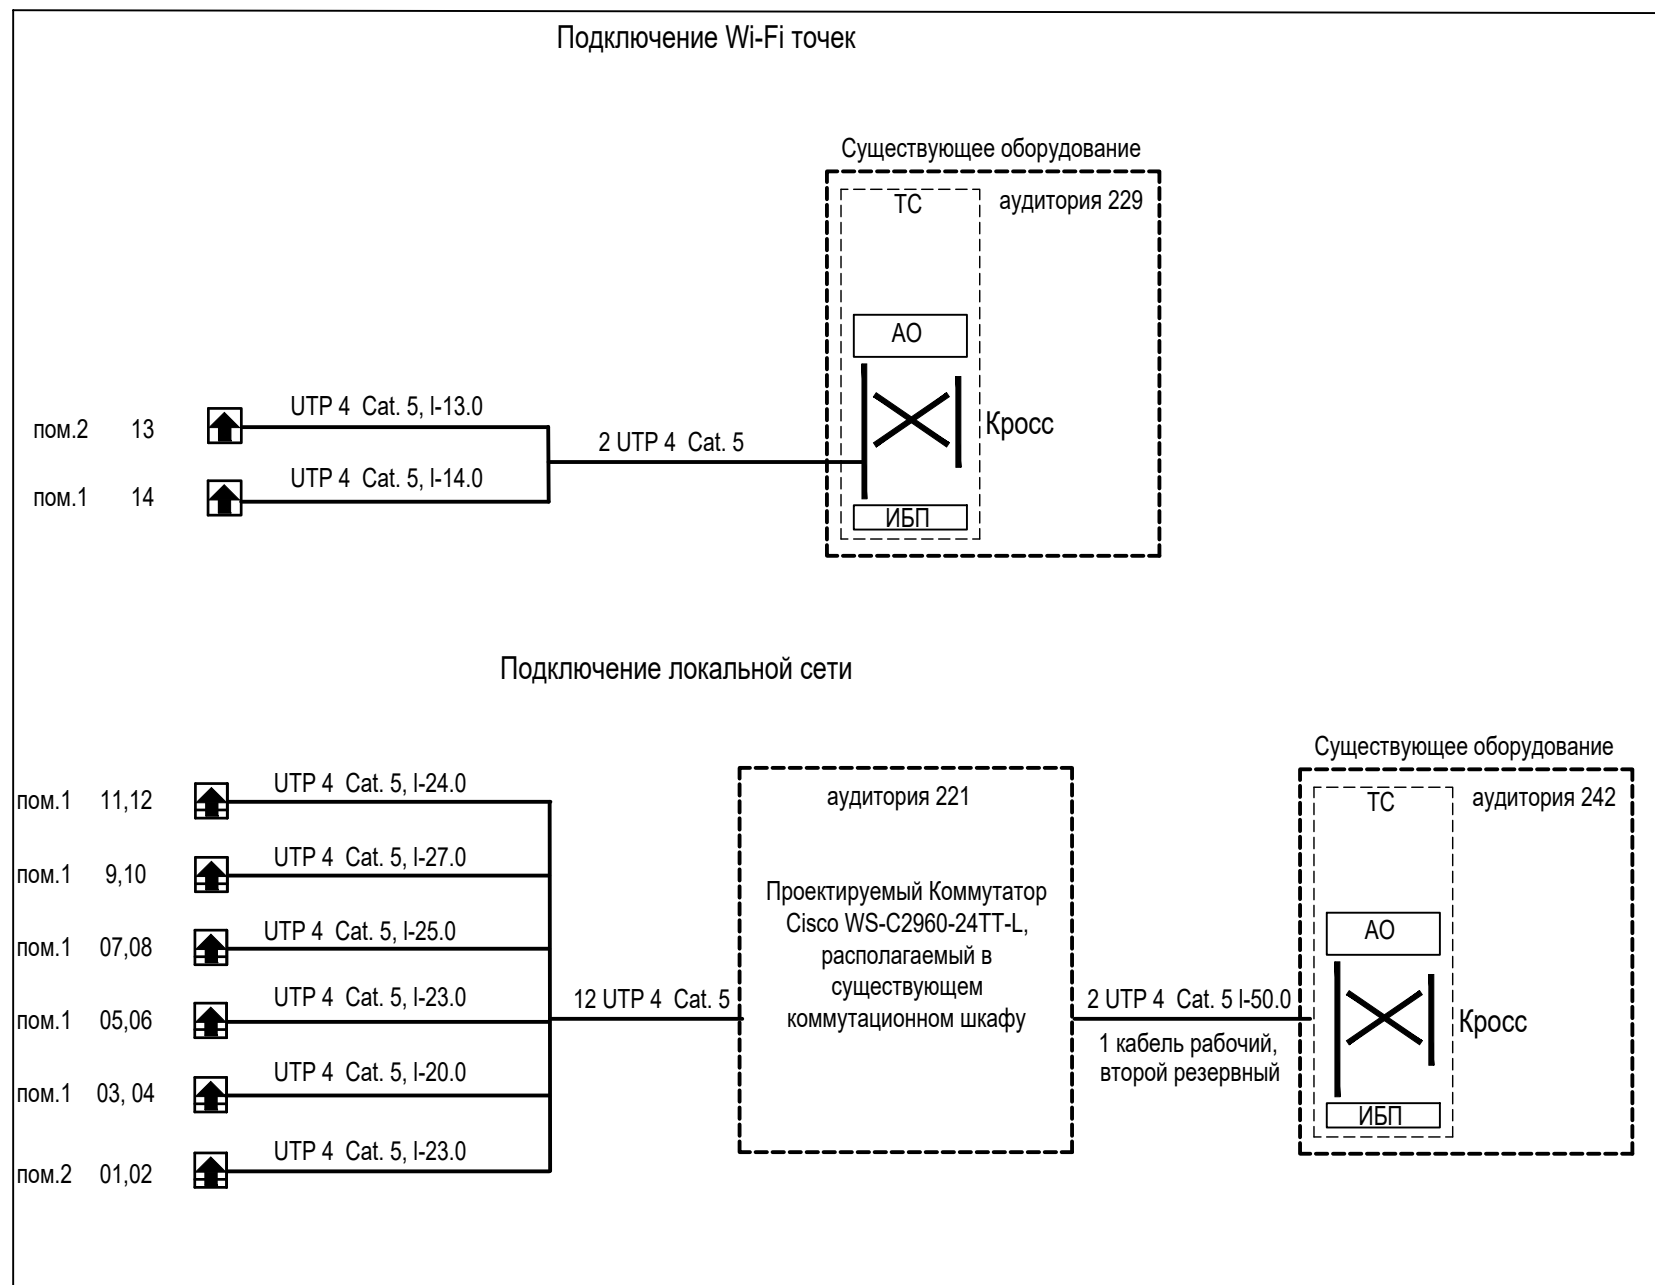 Подключение Wi-Fi точек
Существующее оборудование
ТС
аудитория 229
АО
Кросс
ИБП
UTP 4 Cat. 5, l-13.0
пом.2 13
2 UTP 4 Cat. 5
UTP 4 Cat. 5, l-14.0
пом.1 14
Подключение локальной сети
Существующее оборудование
ТС
аудитория 242
АО
Кросс
ИБП
аудитория 221
Проектируемый Коммутатор
Cisco WS-C2960-24TT-L,
располагаемый в
существующем
коммутационном шкафу
UTP 4 Cat. 5, l-24.0
пом.1 11,12
UTP 4 Cat. 5, l-27.0
пом.1 9,10
UTP 4 Cat. 5, l-25.0
пом.1 07,08
UTP 4 Cat. 5, l-23.0
пом.1 05,06
UTP 4 Cat. 5, l-20.0
пом.1 03, 04
UTP 4 Cat. 5, l-23.0
пом.2 01,02
12 UTP 4 Cat. 5
2 UTP 4 Cat. 5 l-50.0
1 кабель рабочий,
второй резервный